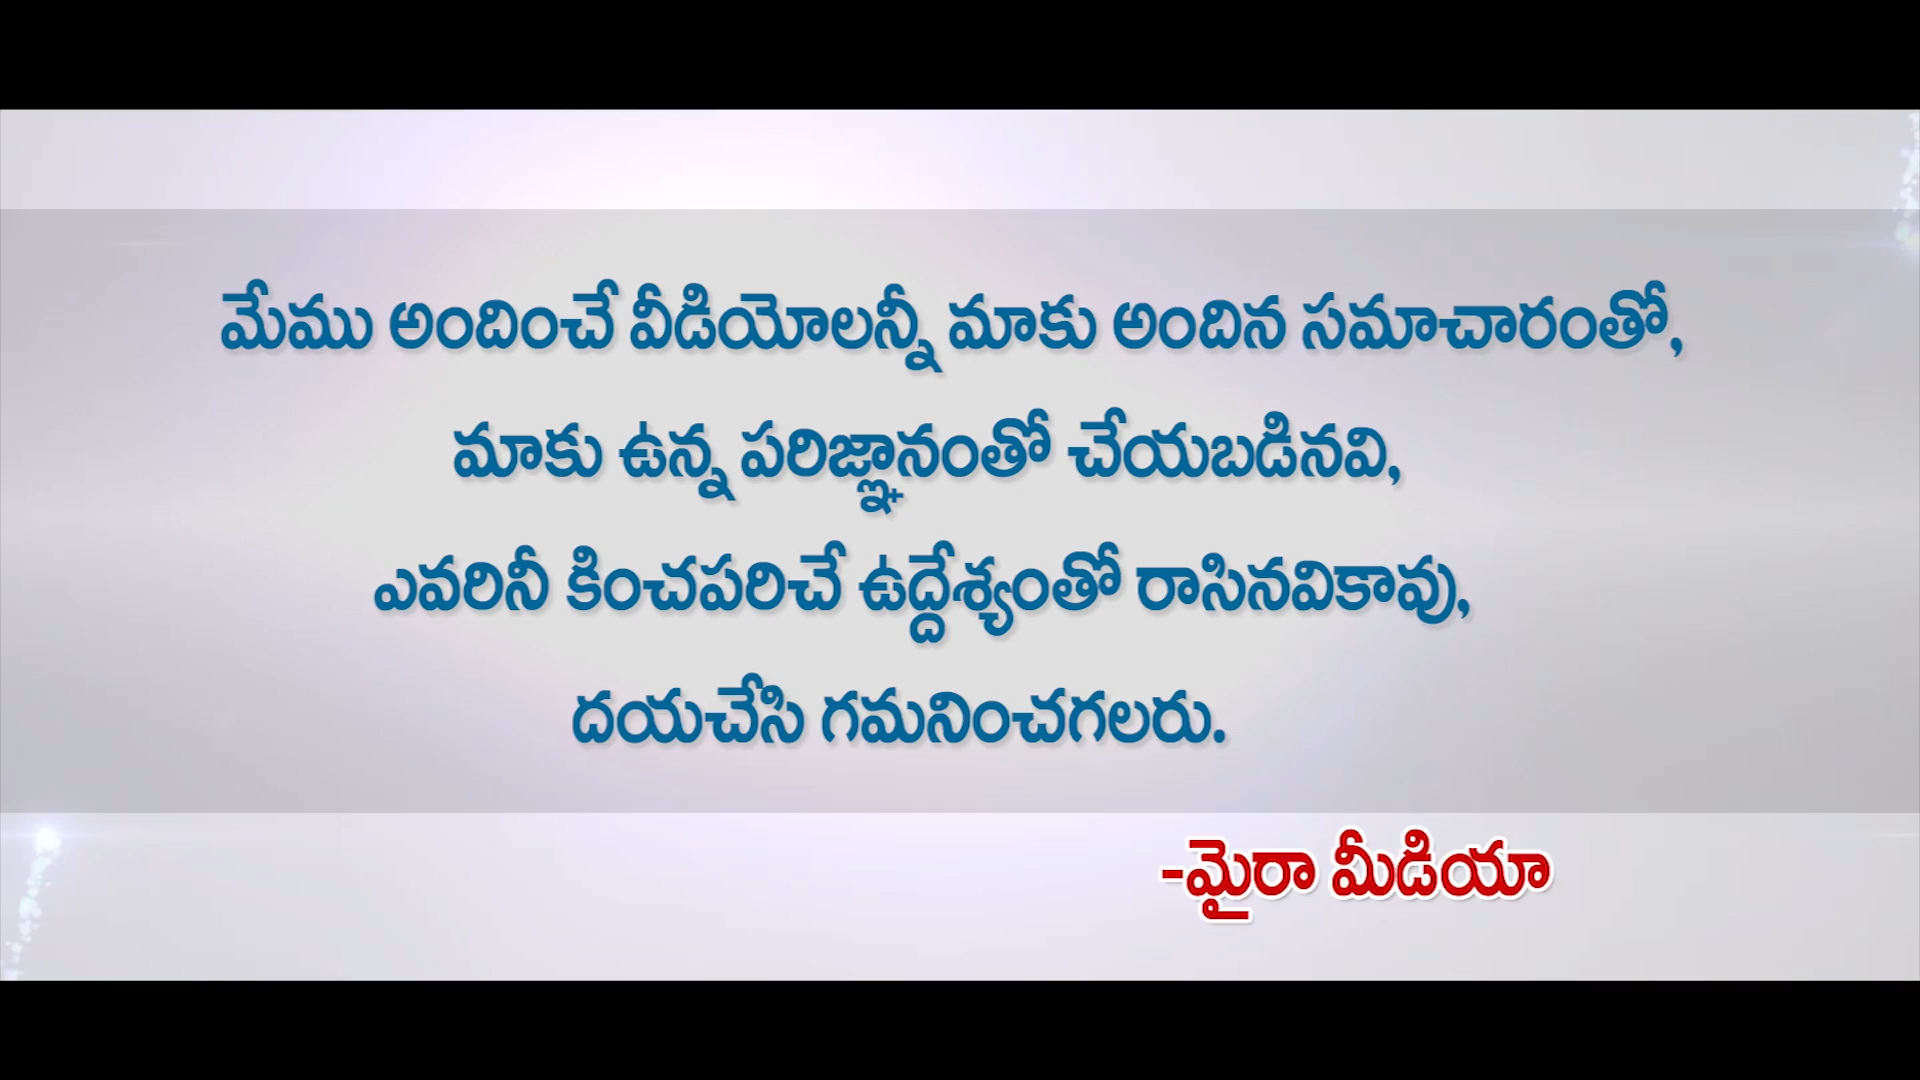 మేము అందించే వీడియోలన్నీ మాకు అందిన సమాచారంతో,
మాకు ఉన్న పరిజ్ఞానంతో చేయబడినవి,
ఎవరినీ కించపరిచే ఉద్దేశ్యంతో రాసినవికావు,
దయచేసి గమనించగలరు.
-మైరా మీడియా